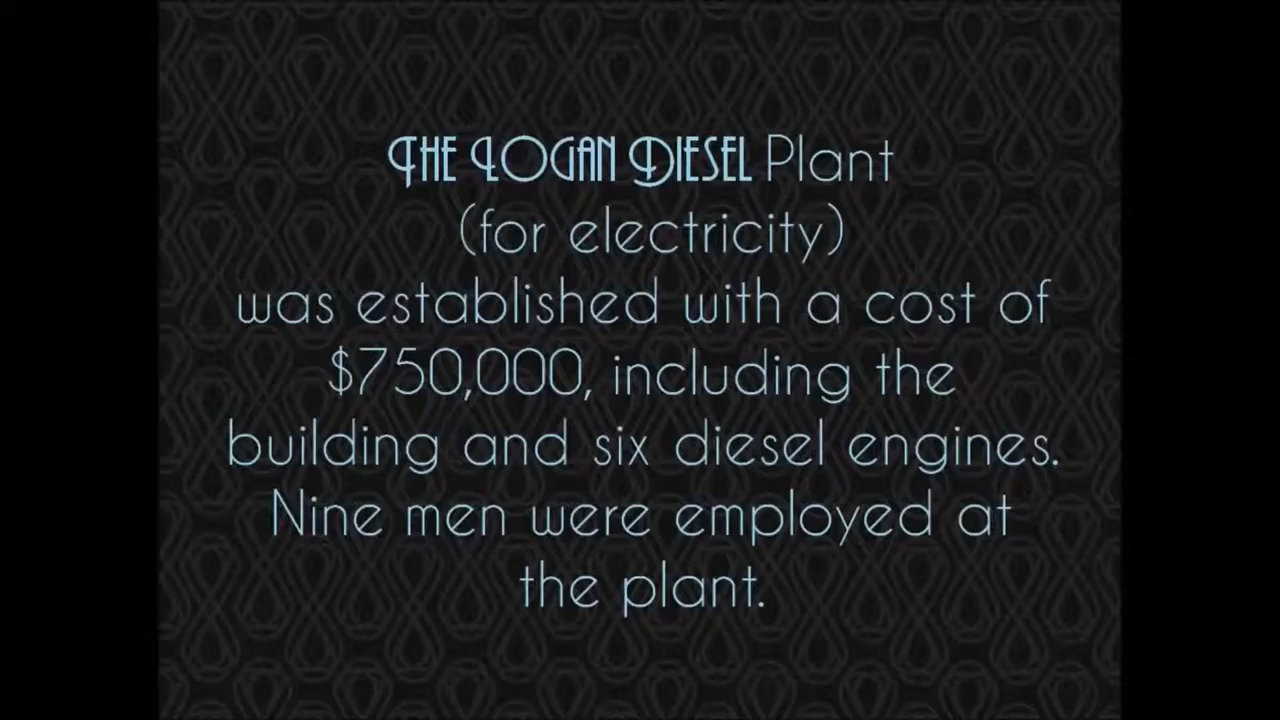 The Logan Diesel Plant
(for electricity)
was established with a cost of
$750,000, including the
building and six diesel engines.
Nine men were employed at
the plant.